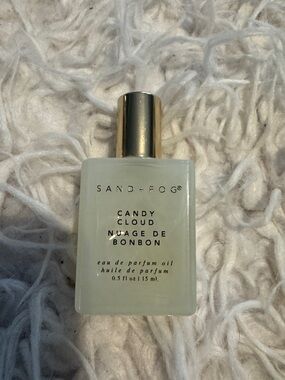 SAND + FOG®
CANDY
CLOUD
NUAGE DE
BONBON
eau de parfum oil
huile de parfum
0.5 fl oz | 15 mL